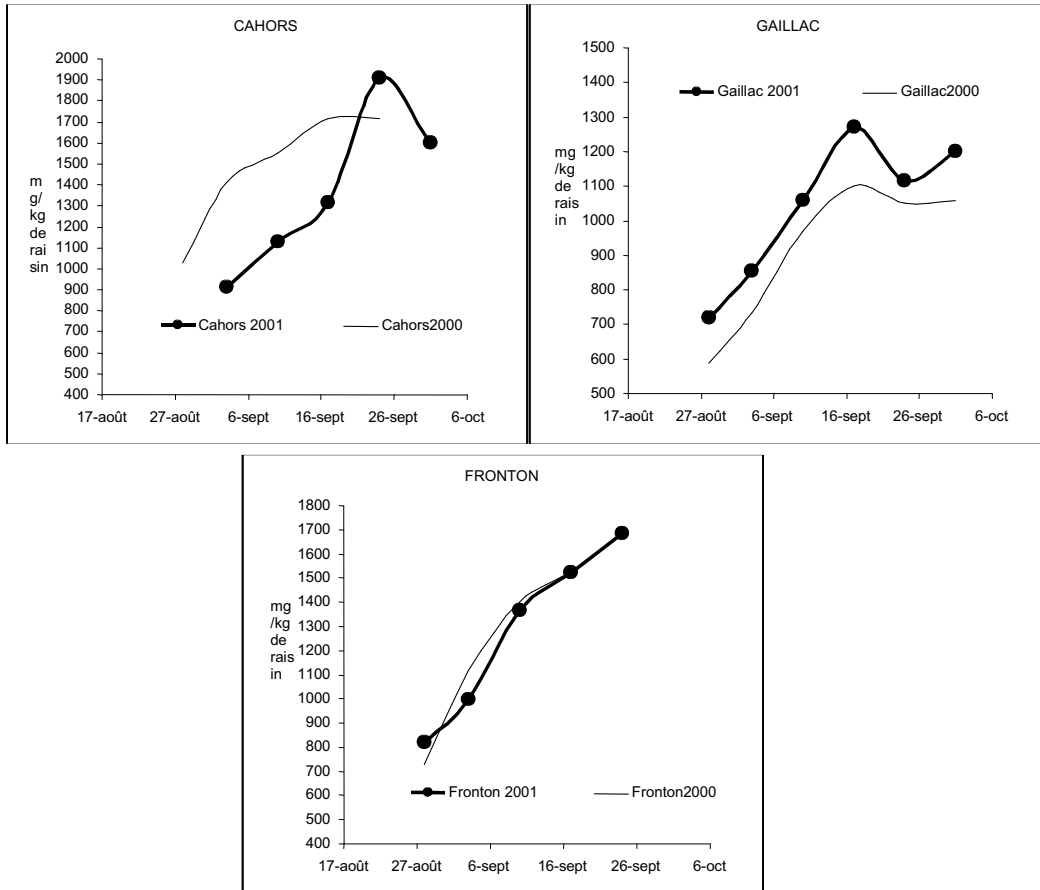 CAHORS
2000
1900
1800
1700
1600
1500
1400
1300
1200
1100
1000
900
800
700
600
500
400
m
g/
kg
de
rai
sin
Cahors 2001
Cahors2000
17-août 27-août 6-sept 16-sept 26-sept 6-oct
GAILLAC
1500
1400
1300
1200
1100
1000
900
800
700
600
500
mg
/kg
de
rais
in
Gaillac 2001
Gaillac2000
17-août 27-août 6-sept 16-sept 26-sept 6-oct
FRONTON
1800
1700
1600
1500
1400
1300
1200
1100
1000
900
800
700
600
500
400
mg
/kg
de
rais
in
Fronton 2001
Fronton2000
17-août 27-août 6-sept 16-sept 26-sept 6-oct